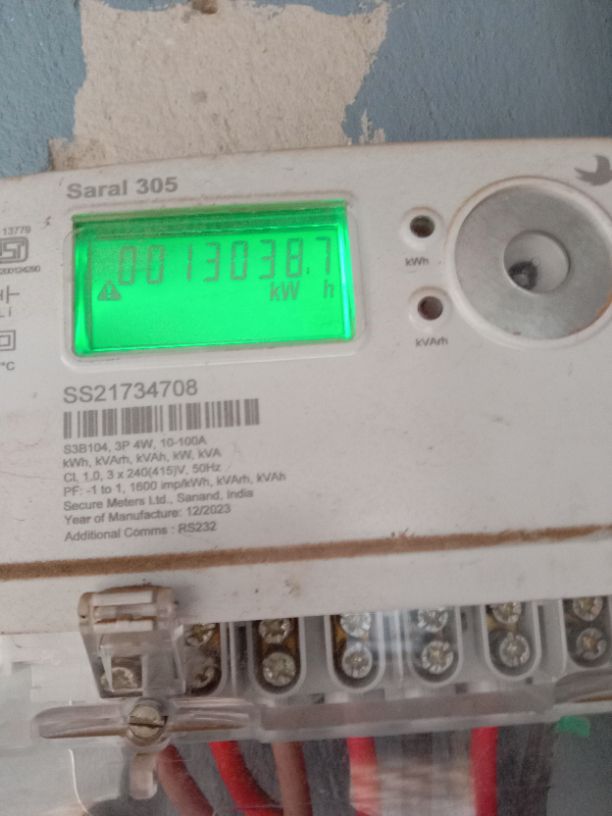 Saral 305
13779
ISI
0013038.7
kW h
kWh
kVArh
°C
SS21734708
S3B104, 3P 4W, 10-100A
kWh, kVArh, kVAh, kW, kVA
Cl. 1.0, 3 x 240(415)V, 50Hz
PF: -1 to 1, 1600 imp/kWh, kVArh, kVAh
Secure Meters Ltd., Sanand, India
Year of Manufacture: 12/2023
Additional Comms : RS232